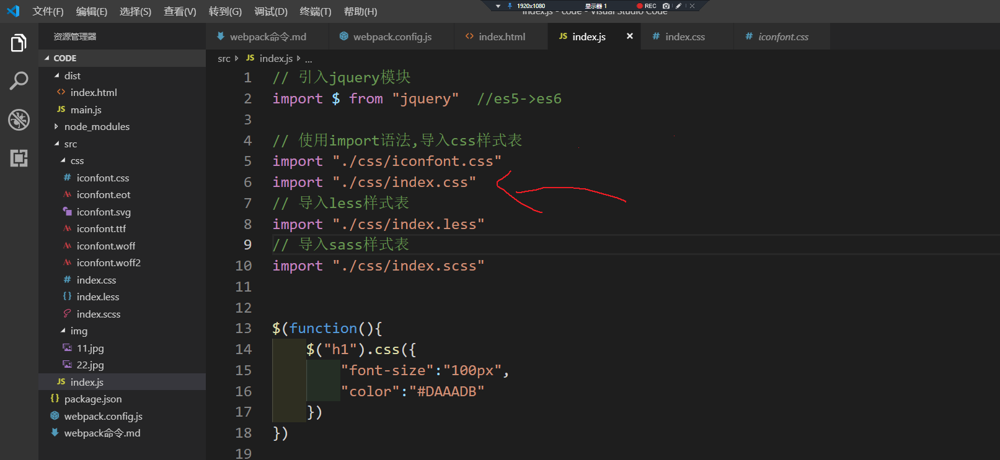 文件(F) 编辑(E) 选择(S) 查看(V) 转到(G) 调试(D) 终端(T) 帮助(H)
1920x1080 显示器 1 REC
index.js - code - Visual Studio Code
资源管理器
CODE
dist
index.html
JS main.js
node_modules
src
css
# iconfont.css
iconfont.eot
iconfont.svg
iconfont.ttf
iconfont.woff
iconfont.woff2
# index.css
{} index.less
index.scss
img
11.jpg
22.jpg
JS index.js
{} package.json
webpack.config.js
webpack命令.md
webpack命令.md webpack.config.js <> index.html JS index.js × # index.css # iconfont.css
src JS index.js ...
1 // 引入jquery模块
2 import $ from "jquery" //es5->es6
3
4 // 使用import语法,导入css样式表
5 import "./css/iconfont.css"
6 import "./css/index.css"
7 // 导入less样式表
8 import "./css/index.less"
9 // 导入sass样式表
10 import "./css/index.scss"
11
12
13 $(function(){
14 $("h1").css({
15 "font-size":"100px",
16 "color":"#DAAADB"
17 })
18 })
19